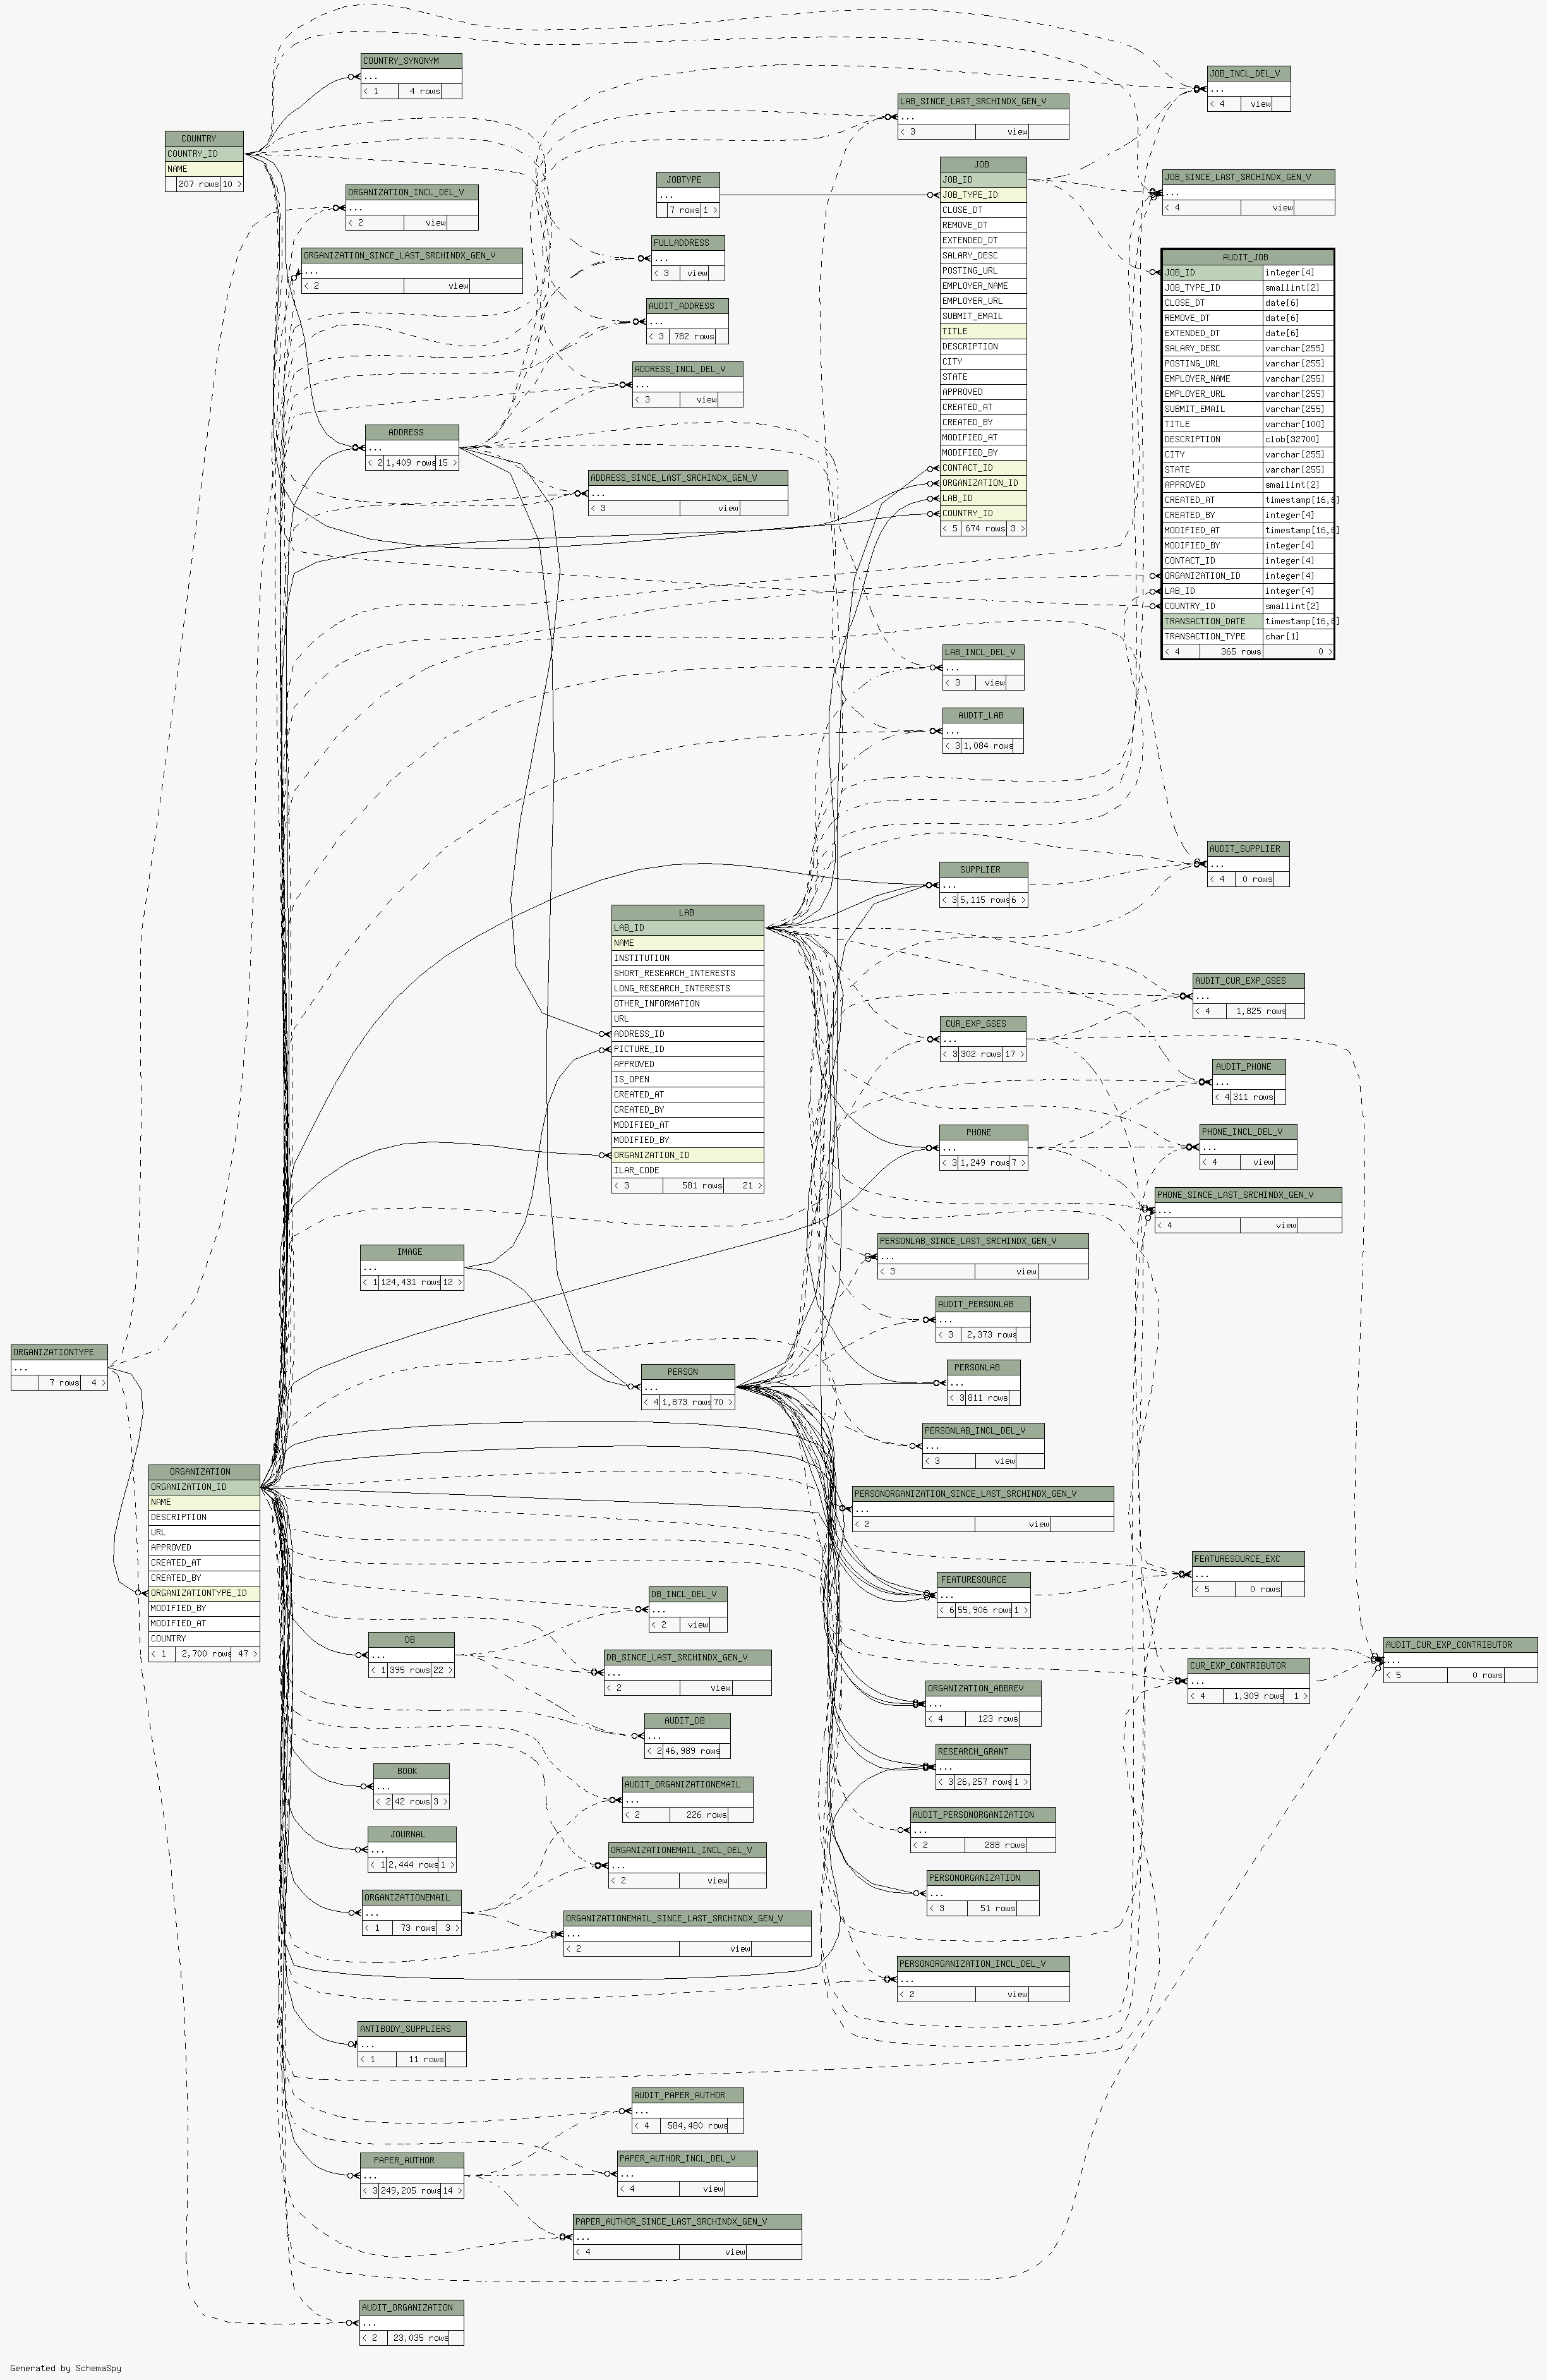 COUNTRY_SYNONYM
...
< 1 4 rows
COUNTRY
COUNTRY_ID
NAME
207 rows 10 >
ORGANIZATION_INCL_DEL_V
...
< 2 view
ORGANIZATION_SINCE_LAST_SRCHINDX_GEN_V
...
< 2 view
JOBTYPE
...
7 rows 1 >
FULLADDRESS
...
< 3 view
AUDIT_ADDRESS
...
< 3 782 rows
ADDRESS_INCL_DEL_V
...
< 3 view
ADDRESS
...
< 2 1,409 rows 15 >
ADDRESS_SINCE_LAST_SRCHINDX_GEN_V
...
< 3 view
LAB_SINCE_LAST_SRCHINDX_GEN_V
...
< 3 view
JOB
JOB_ID
JOB_TYPE_ID
CLOSE_DT
REMOVE_DT
EXTENDED_DT
SALARY_DESC
POSTING_URL
EMPLOYER_NAME
EMPLOYER_URL
SUBMIT_EMAIL
TITLE
DESCRIPTION
CITY
STATE
APPROVED
CREATED_AT
CREATED_BY
MODIFIED_AT
MODIFIED_BY
CONTACT_ID
ORGANIZATION_ID
LAB_ID
COUNTRY_ID
< 5 674 rows 3 >
JOB_INCL_DEL_V
...
< 4 view
JOB_SINCE_LAST_SRCHINDX_GEN_V
...
< 4 view
AUDIT_JOB
JOB_ID integer[4]
JOB_TYPE_ID smallint[2]
CLOSE_DT date[6]
REMOVE_DT date[6]
EXTENDED_DT date[6]
SALARY_DESC varchar[255]
POSTING_URL varchar[255]
EMPLOYER_NAME varchar[255]
EMPLOYER_URL varchar[255]
SUBMIT_EMAIL varchar[255]
TITLE varchar[100]
DESCRIPTION clob[32700]
CITY varchar[255]
STATE varchar[255]
APPROVED smallint[2]
CREATED_AT timestamp[16,6]
CREATED_BY integer[4]
MODIFIED_AT timestamp[16,6]
MODIFIED_BY integer[4]
CONTACT_ID integer[4]
ORGANIZATION_ID integer[4]
LAB_ID integer[4]
COUNTRY_ID smallint[2]
TRANSACTION_DATE timestamp[16,6]
TRANSACTION_TYPE char[1]
< 4 365 rows 0 >
LAB_INCL_DEL_V
...
< 3 view
AUDIT_LAB
...
< 3 1,084 rows
AUDIT_SUPPLIER
...
< 4 0 rows
SUPPLIER
...
< 3 5,115 rows 6 >
LAB
LAB_ID
NAME
INSTITUTION
SHORT_RESEARCH_INTERESTS
LONG_RESEARCH_INTERESTS
OTHER_INFORMATION
URL
ADDRESS_ID
PICTURE_ID
APPROVED
IS_OPEN
CREATED_AT
CREATED_BY
MODIFIED_AT
MODIFIED_BY
ORGANIZATION_ID
ILAR_CODE
< 3 581 rows 21 >
AUDIT_CUR_EXP_GSES
...
< 4 1,825 rows
CUR_EXP_GSES
...
< 3 302 rows 17 >
AUDIT_PHONE
...
< 4 311 rows
PHONE
...
< 3 1,249 rows 7 >
PHONE_INCL_DEL_V
...
< 4 view
PHONE_SINCE_LAST_SRCHINDX_GEN_V
...
< 4 view
IMAGE
...
< 1 124,431 rows 12 >
PERSONLAB_SINCE_LAST_SRCHINDX_GEN_V
...
< 3 view
AUDIT_PERSONLAB
...
< 3 2,373 rows
ORGANIZATIONTYPE
...
7 rows 4 >
PERSON
...
< 4 1,873 rows 70 >
PERSONLAB
...
< 3 811 rows
PERSONLAB_INCL_DEL_V
...
< 3 view
ORGANIZATION
ORGANIZATION_ID
NAME
DESCRIPTION
URL
APPROVED
CREATED_AT
CREATED_BY
ORGANIZATIONTYPE_ID
MODIFIED_BY
MODIFIED_AT
COUNTRY
< 1 2,700 rows 47 >
PERSONORGANIZATION_SINCE_LAST_SRCHINDX_GEN_V
...
< 2 view
FEATURESOURCE_EXC
...
< 5 0 rows
FEATURESOURCE
...
< 6 55,906 rows 1 >
DB_INCL_DEL_V
...
< 2 view
DB
...
< 1 395 rows 22 >
DB_SINCE_LAST_SRCHINDX_GEN_V
...
< 2 view
AUDIT_CUR_EXP_CONTRIBUTOR
...
< 5 0 rows
CUR_EXP_CONTRIBUTOR
...
< 4 1,309 rows 1 >
ORGANIZATION_ABBREV
...
< 4 123 rows
AUDIT_DB
...
< 2 46,989 rows
RESEARCH_GRANT
...
< 3 26,257 rows 1 >
BOOK
...
< 2 42 rows 3 >
AUDIT_ORGANIZATIONEMAIL
...
< 2 226 rows
AUDIT_PERSONORGANIZATION
...
< 2 288 rows
JOURNAL
...
< 1 2,444 rows 1 >
ORGANIZATIONEMAIL_INCL_DEL_V
...
< 2 view
PERSONORGANIZATION
...
< 3 51 rows
ORGANIZATIONEMAIL
...
< 1 73 rows 3 >
ORGANIZATIONEMAIL_SINCE_LAST_SRCHINDX_GEN_V
...
< 2 view
PERSONORGANIZATION_INCL_DEL_V
...
< 2 view
ANTIBODY_SUPPLIERS
...
< 1 11 rows
AUDIT_PAPER_AUTHOR
...
< 4 584,480 rows
PAPER_AUTHOR
...
< 3 249,205 rows 14 >
PAPER_AUTHOR_INCL_DEL_V
...
< 4 view
PAPER_AUTHOR_SINCE_LAST_SRCHINDX_GEN_V
...
< 4 view
AUDIT_ORGANIZATION
...
< 2 23,035 rows
Generated by SchemaSpy